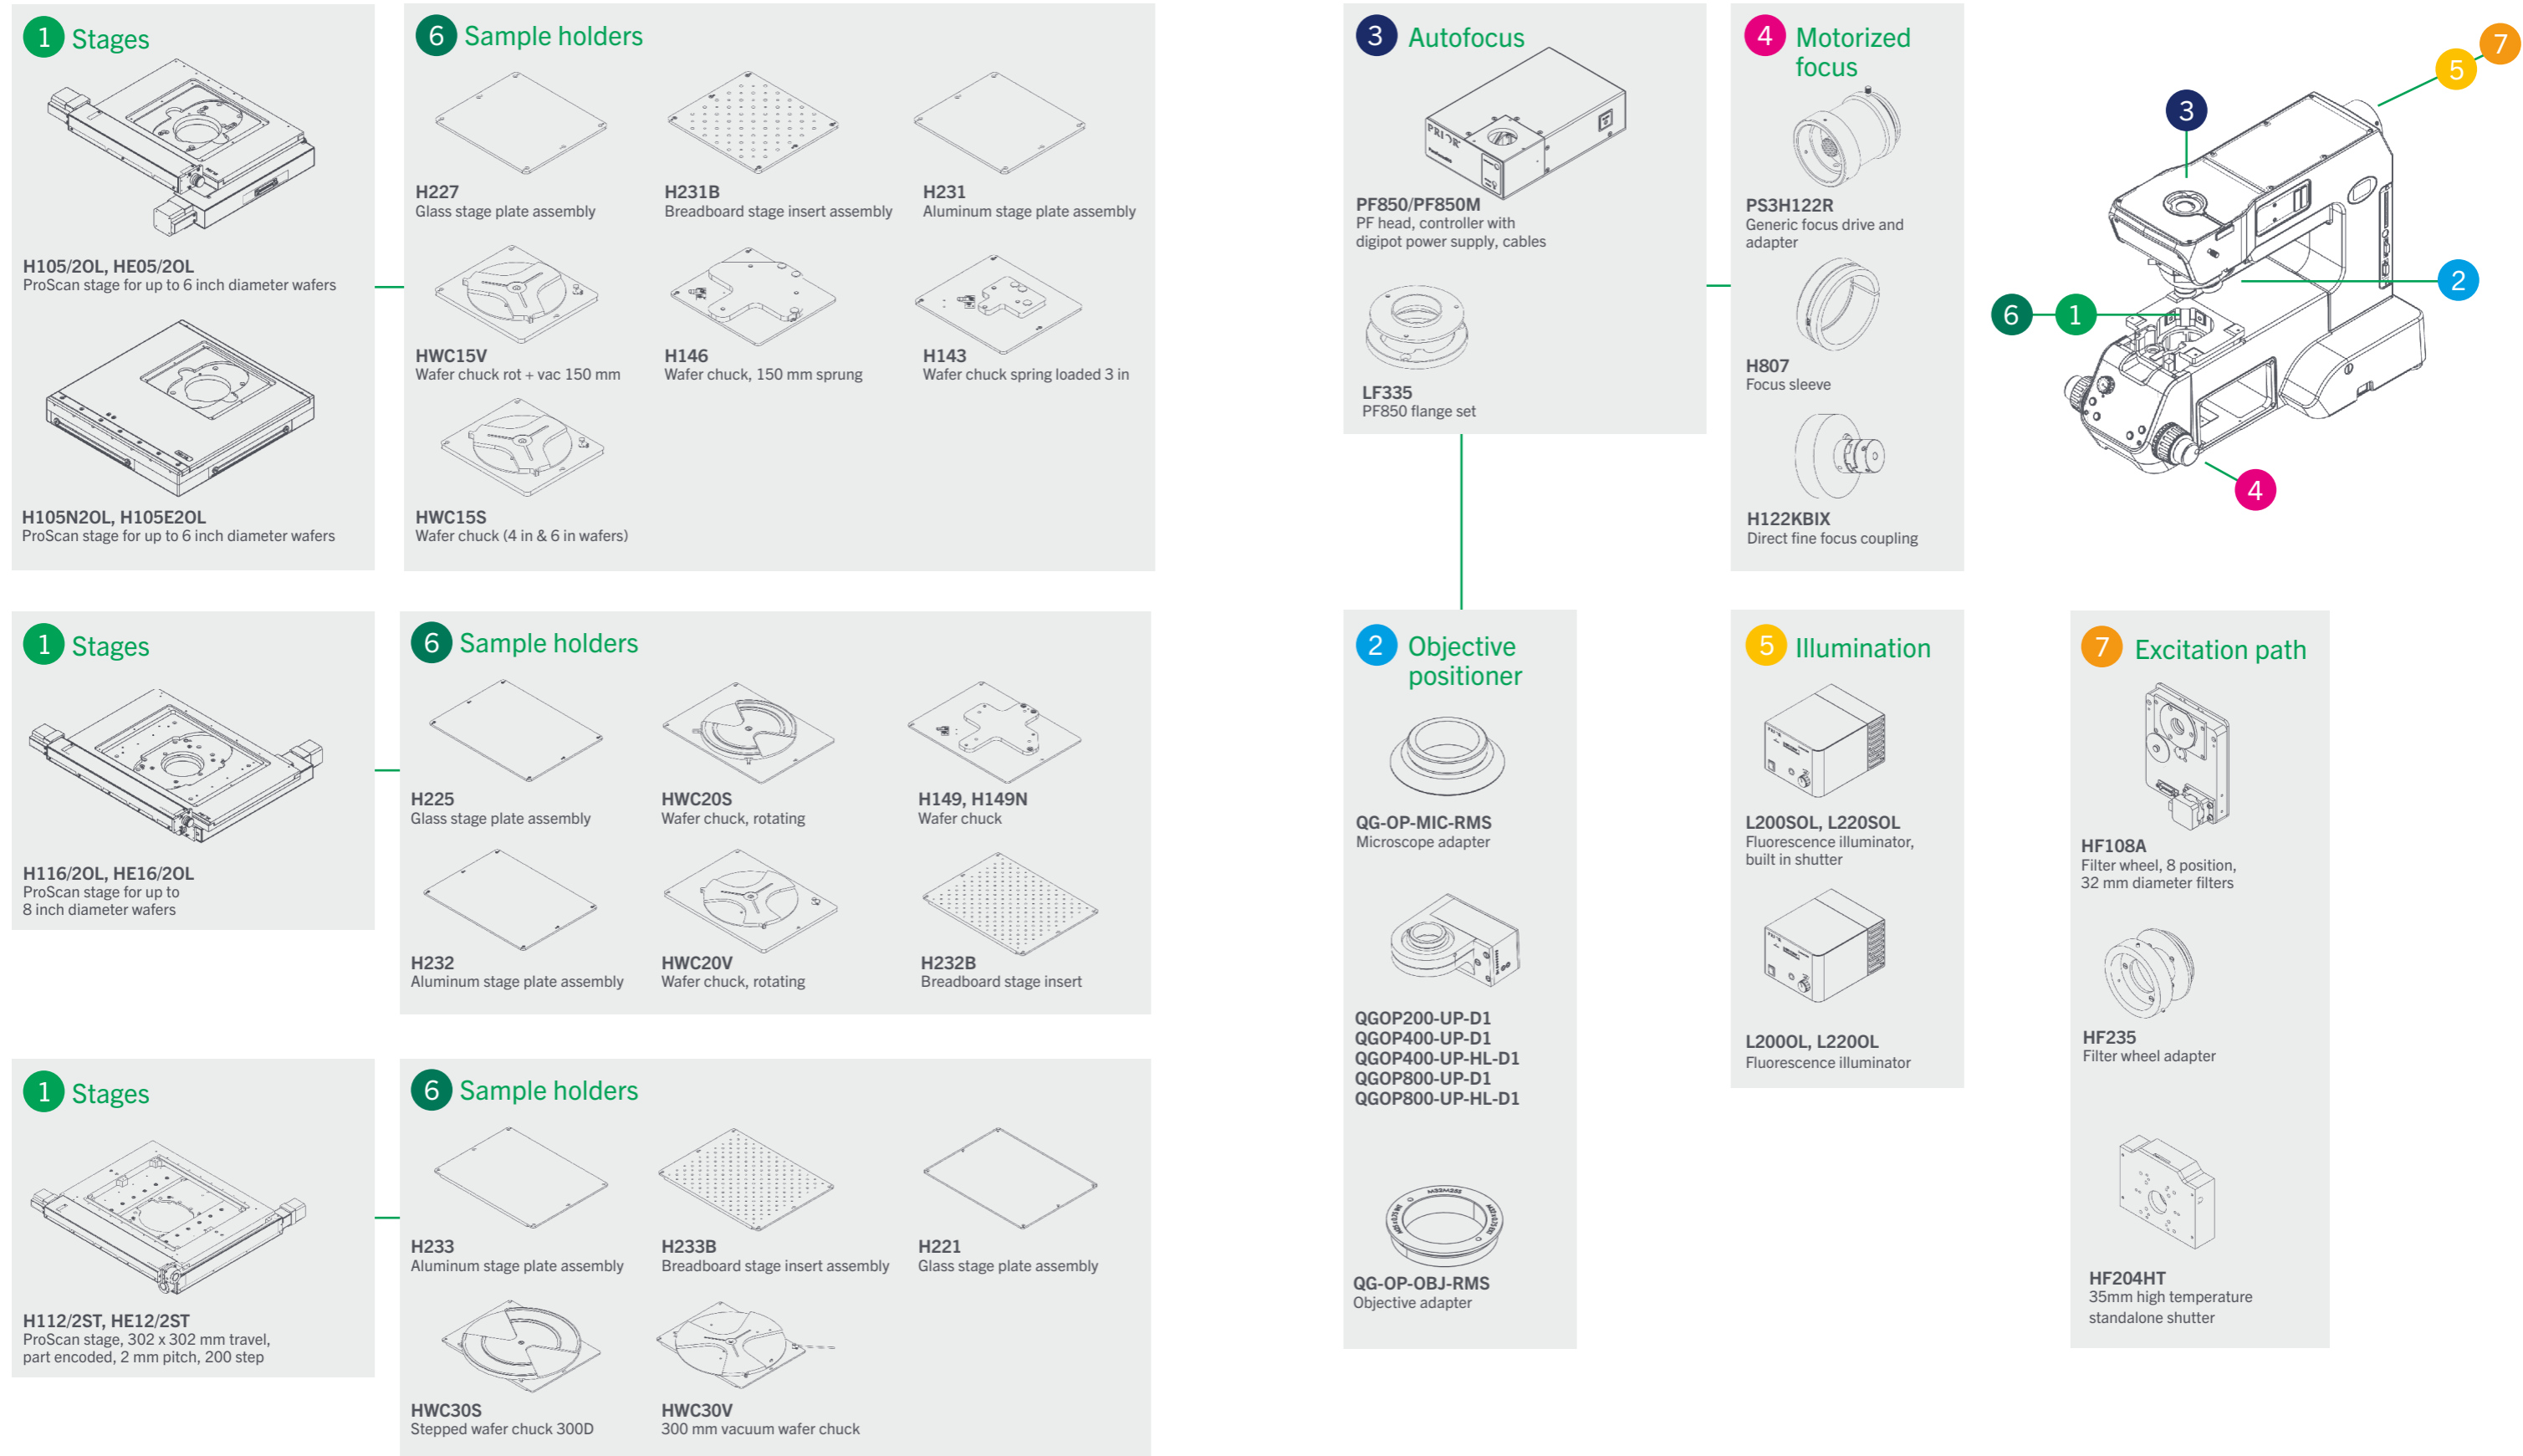 1 Stages
H105/2OL, HE05/2OL
ProScan stage for up to 6 inch diameter wafers
H105N2OL, H105E2OL
ProScan stage for up to 6 inch diameter wafers
6 Sample holders
H227
Glass stage plate assembly
H231B
Breadboard stage insert assembly
H231
Aluminum stage plate assembly
HWC15V
Wafer chuck rot + vac 150 mm
H146
Wafer chuck, 150 mm sprung
H143
Wafer chuck spring loaded 3 in
HWC15S
Wafer chuck (4 in & 6 in wafers)
1 Stages
H116/2OL, HE16/2OL
ProScan stage for up to
8 inch diameter wafers
6 Sample holders
H225
Glass stage plate assembly
HWC20S
Wafer chuck, rotating
H149, H149N
Wafer chuck
H232
Aluminum stage plate assembly
HWC20V
Wafer chuck, rotating
H232B
Breadboard stage insert
1 Stages
H112/2ST, HE12/2ST
ProScan stage, 302 x 302 mm travel,
part encoded, 2 mm pitch, 200 step
6 Sample holders
H233
Aluminum stage plate assembly
H233B
Breadboard stage insert assembly
H221
Glass stage plate assembly
HWC30S
Stepped wafer chuck 300D
HWC30V
300 mm vacuum wafer chuck
3 Autofocus
PRIOR
PF850/PF850M
PF head, controller with
digipot power supply, cables
LF335
PF850 flange set
4 Motorized
focus
PS3H122R
Generic focus drive and
adapter
H807
Focus sleeve
H122KBIX
Direct fine focus coupling
7
5
3
2
6
1
4
2 Objective
positioner
QG-OP-MIC-RMS
Microscope adapter
QGOP200-UP-D1
QGOP400-UP-D1
QGOP400-UP-HL-D1
QGOP800-UP-D1
QGOP800-UP-HL-D1
QG-OP-OBJ-RMS
Objective adapter
5 Illumination
L200SOL, L220SOL
Fluorescence illuminator,
built in shutter
L200OL, L220OL
Fluorescence illuminator
7 Excitation path
HF108A
Filter wheel, 8 position,
32 mm diameter filters
HF235
Filter wheel adapter
HF204HT
35mm high temperature
standalone shutter